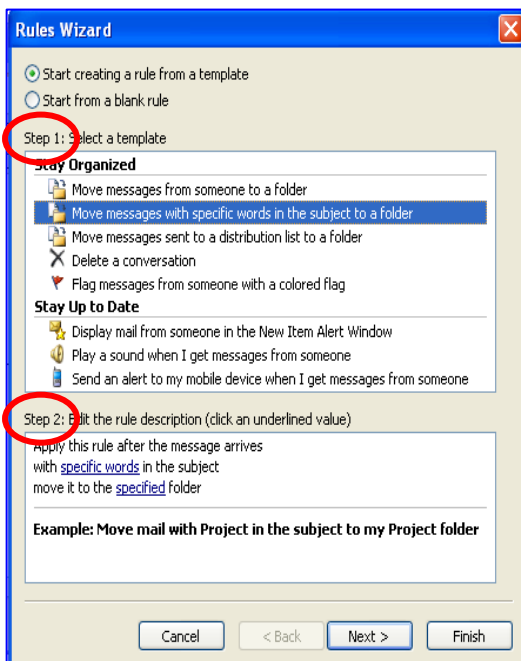 Rules Wizard
Start creating a rule from a template
Start from a blank rule
Step 1: Select a template
Stay Organized
Move messages from someone to a folder
Move messages with specific words in the subject to a folder
Move messages sent to a distribution list to a folder
Delete a conversation
Flag messages from someone with a colored flag
Stay Up to Date
Display mail from someone in the New Item Alert Window
Play a sound when I get messages from someone
Send an alert to my mobile device when I get messages from someone
Step 2: Edit the rule description (click an underlined value)
Apply this rule after the message arrives
with specific words in the subject
move it to the specified folder
Example: Move mail with Project in the subject to my Project folder
Cancel < Back Next > Finish